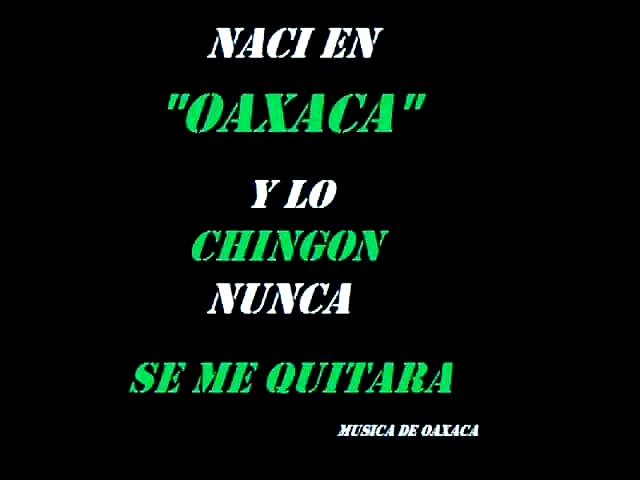 NACI EN
"OAXACA"
Y LO
CHINGON
NUNCA
SE ME QUITARA
MUSICA DE OAXACA